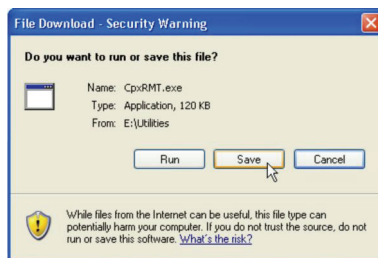 File Download - Security Warning
Do you want to run or save this file?
Name: CpxRMT.exe
Type: Application, 120 KB
From: E:\Utilities
Run Save Cancel
While files from the Internet can be useful, this file type can
potentially harm your computer. If you do not trust the source, do not
run or save this software. What's the risk?